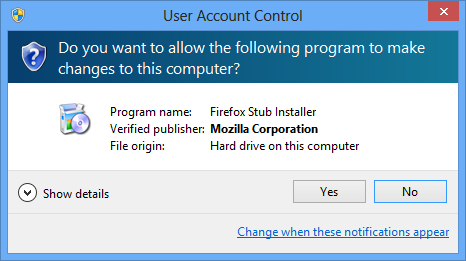 User Account Control
Do you want to allow the following program to make
changes to this computer?
Program name: Firefox Stub Installer
Verified publisher: Mozilla Corporation
File origin: Hard drive on this computer
Show details
Yes No
Change when these notifications appear